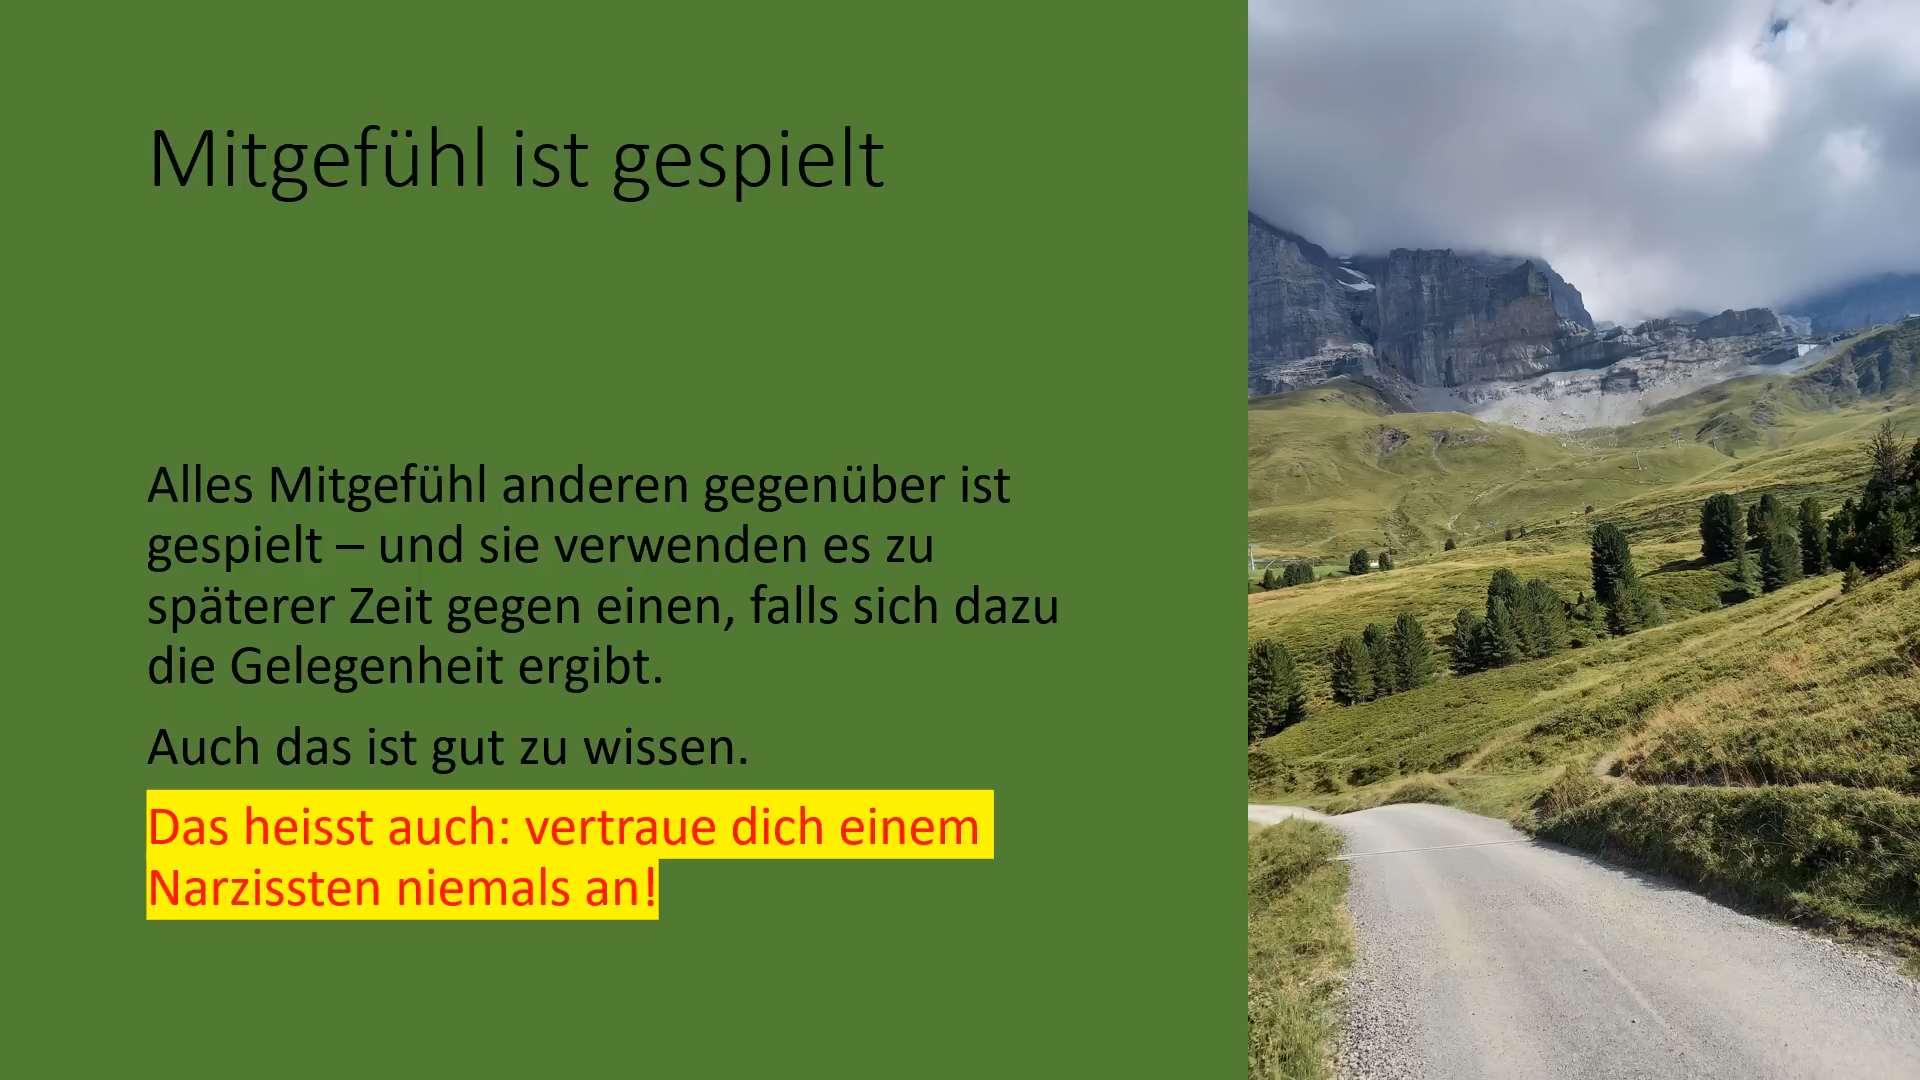 Mitgefühl ist gespielt
Alles Mitgefühl anderen gegenüber ist
gespielt – und sie verwenden es zu
späterer Zeit gegen einen, falls sich dazu
die Gelegenheit ergibt.
Auch das ist gut zu wissen.
Das heisst auch: vertraue dich einem
Narzissten niemals an!